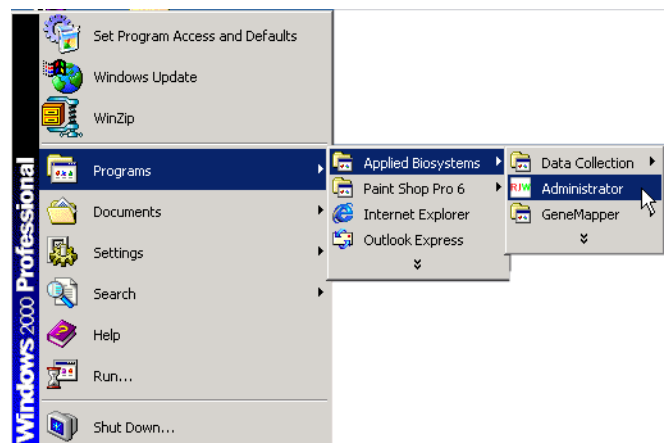 Set Program Access and Defaults
Windows Update
WinZip
Programs
Documents
Settings
Search
Help
Run...
Shut Down...
Windows 2000 Professional
Applied Biosystems
Paint Shop Pro 6
Internet Explorer
Outlook Express
Data Collection
RJW Administrator
GeneMapper